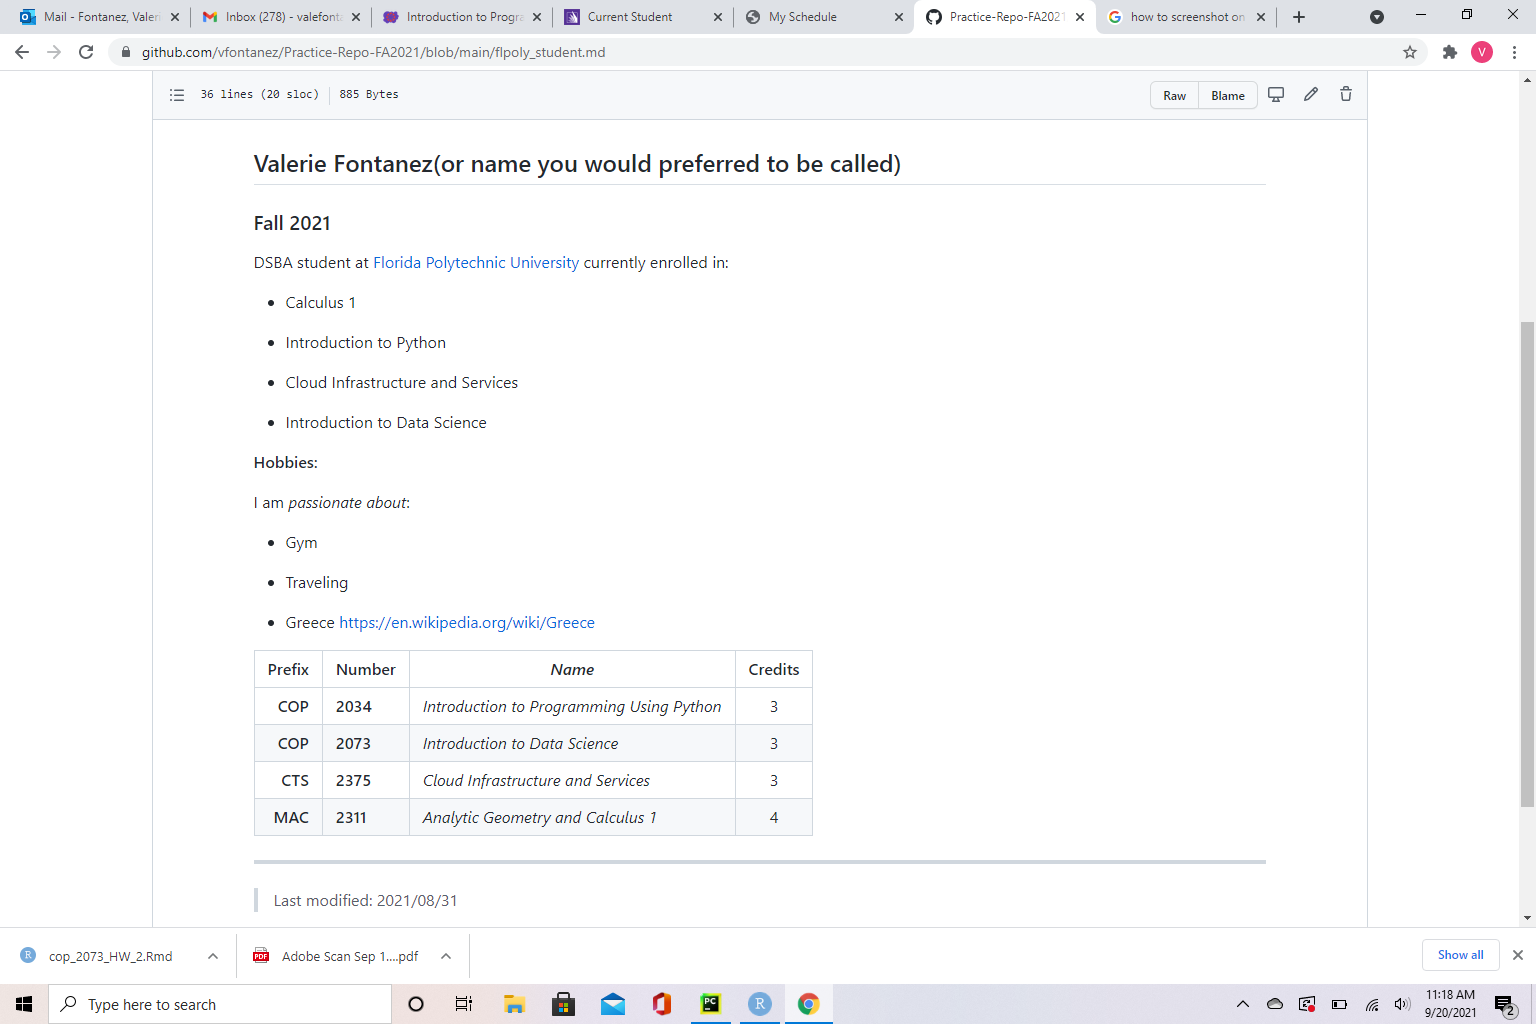 Mail - Fontanez, Valer
Inbox (278) - valefont
Introduction to Progra
Current Student
My Schedule
Practice-Repo-FA2021
how to screenshot on
github.com/vfontanez/Practice-Repo-FA2021/blob/main/flpoly_student.md
V
36 lines (20 sloc) 885 Bytes
Raw Blame
Valerie Fontanez(or name you would preferred to be called)
Fall 2021
DSBA student at Florida Polytechnic University currently enrolled in:
Calculus 1
Introduction to Python
Cloud Infrastructure and Services
Introduction to Data Science
Hobbies:
I am passionate about:
Gym
Traveling
Greece https://en.wikipedia.org/wiki/Greece
Prefix Number Name Credits
COP 2034 Introduction to Programming Using Python 3
COP 2073 Introduction to Data Science 3
CTS 2375 Cloud Infrastructure and Services 3
MAC 2311 Analytic Geometry and Calculus 1 4
Last modified: 2021/08/31
R cop_2073_HW_2.Rmd
PDF Adobe Scan Sep 1....pdf
Show all
Type here to search
PC
R
11:18 AM
9/20/2021
2